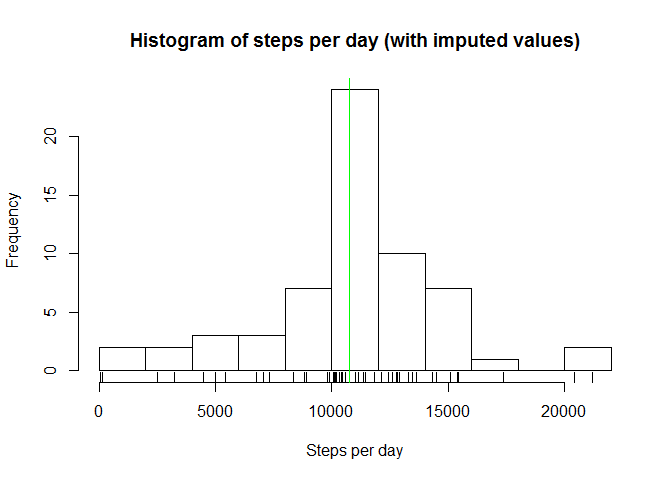 Histogram of steps per day (with imputed values)
Frequency
20
15
10
5
0
0 5000 10000 15000 20000
Steps per day